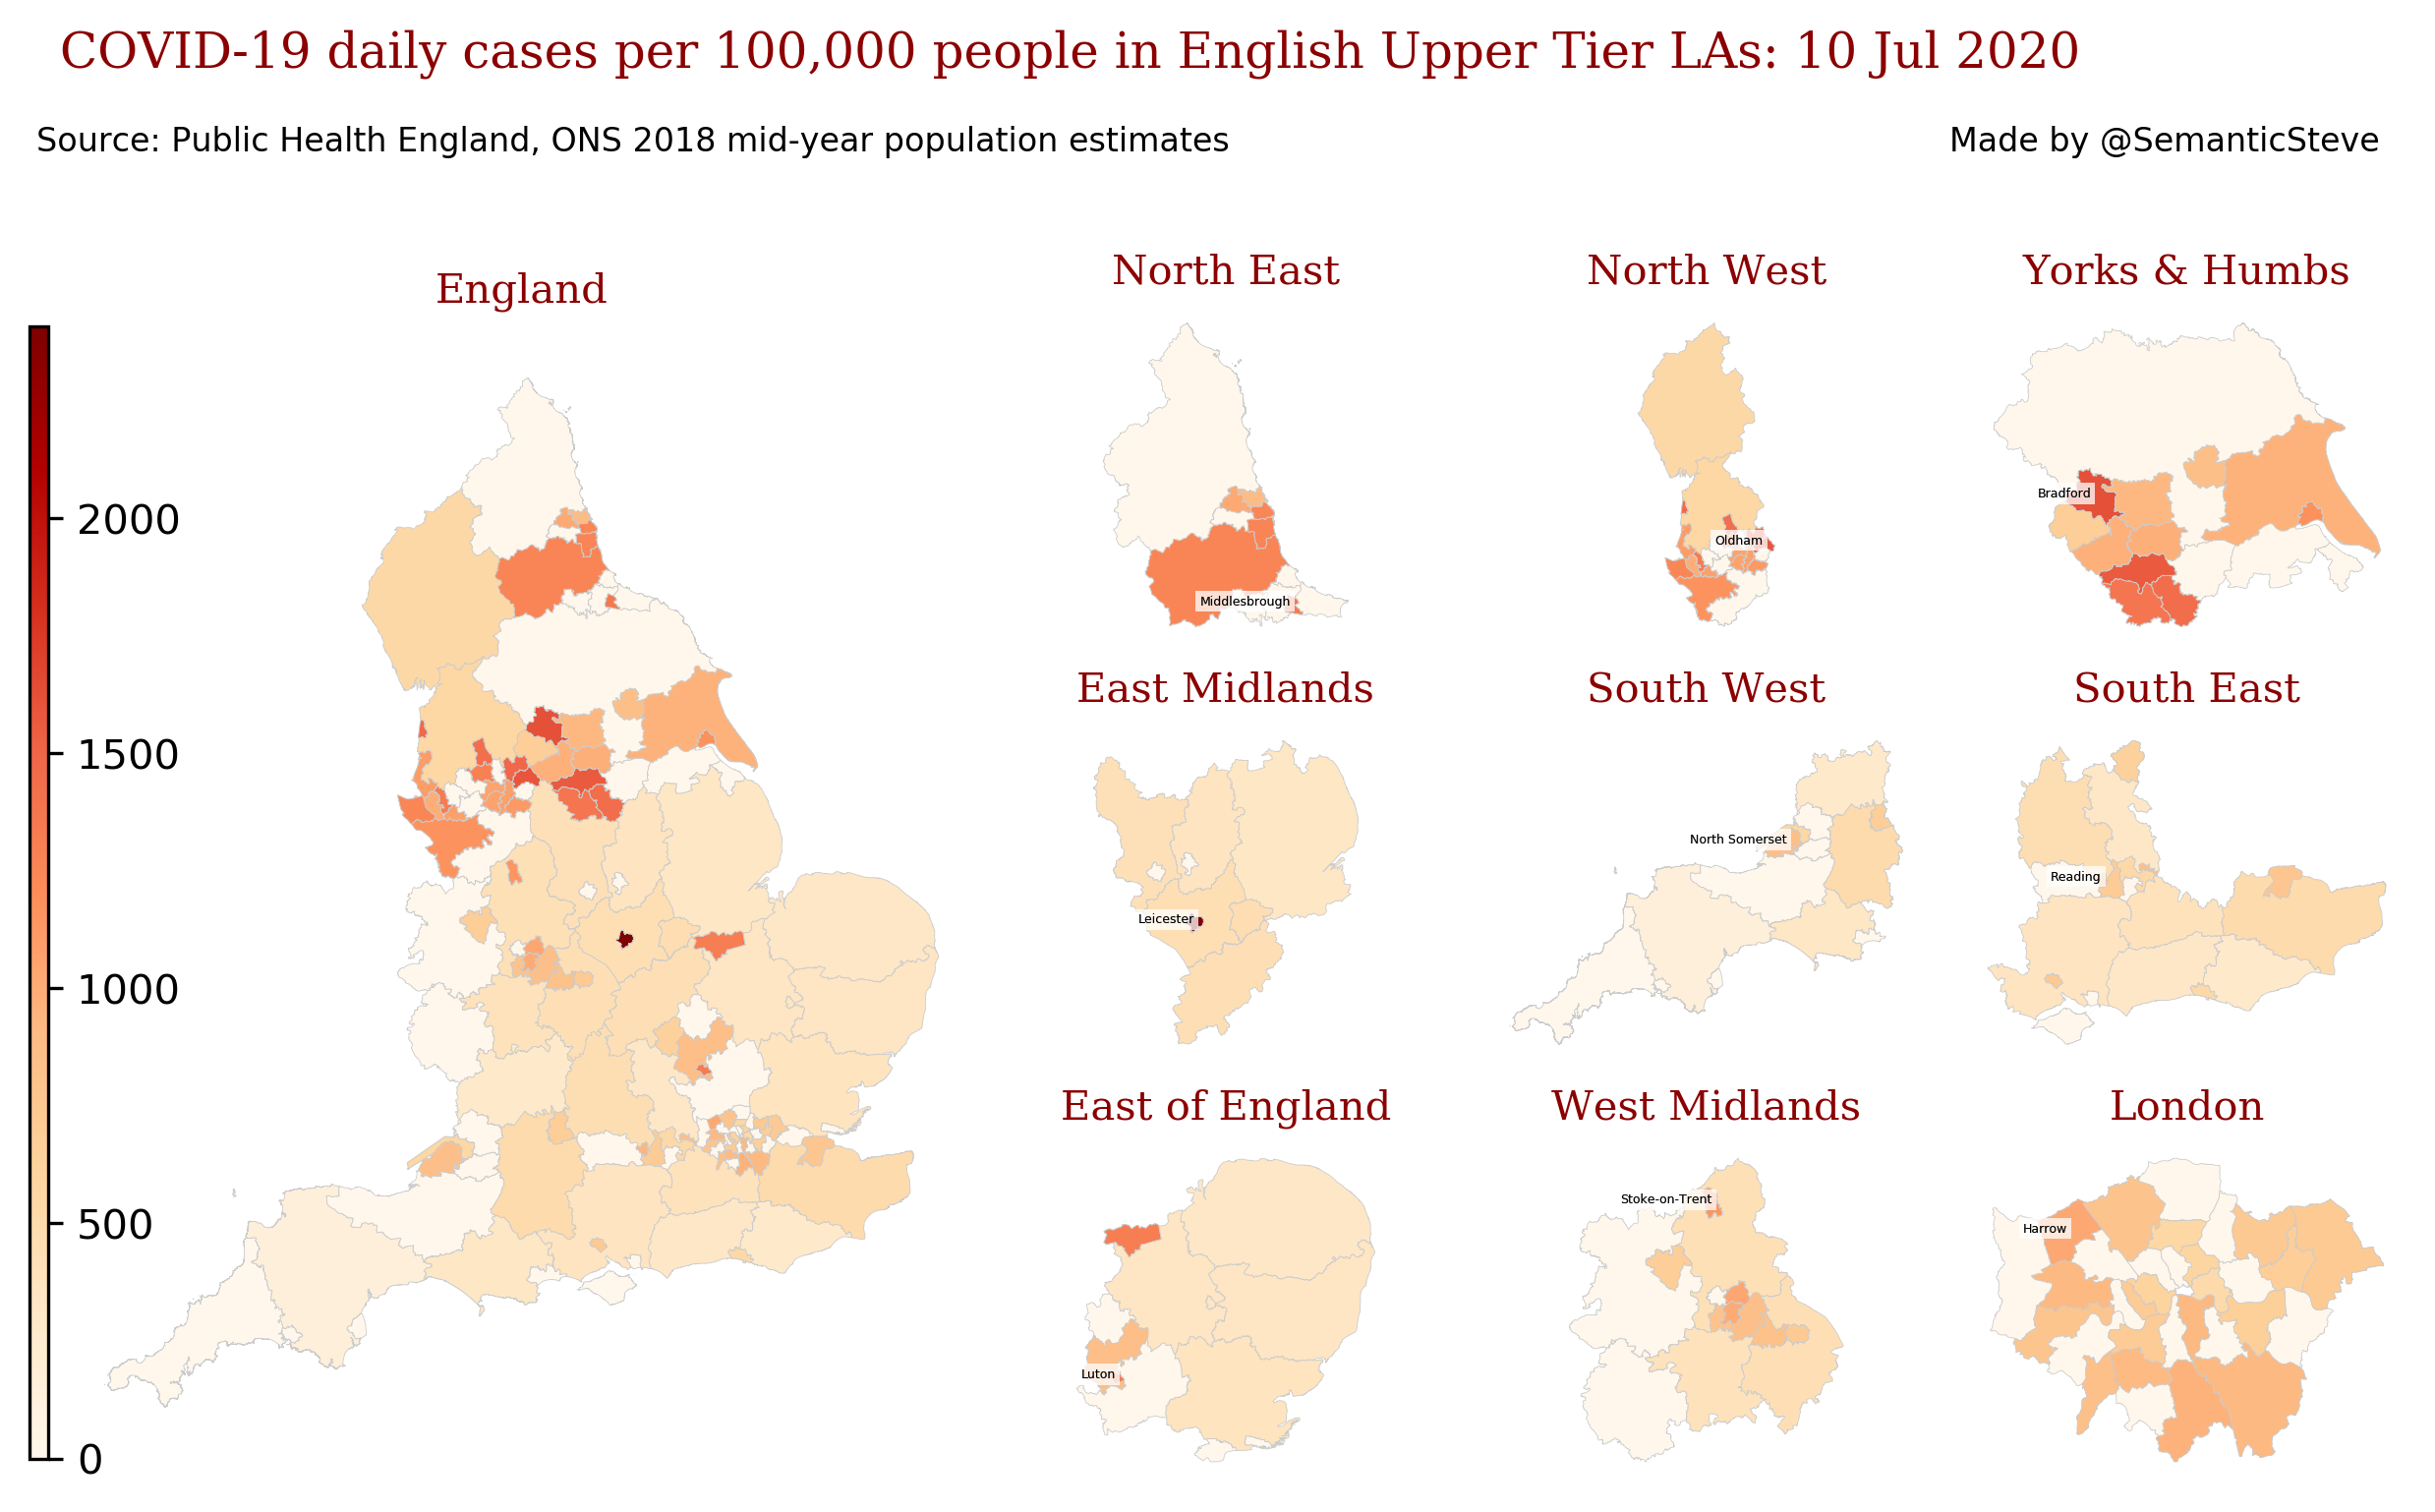 COVID-19 daily cases per 100,000 people in English Upper Tier LAs: 10 Jul 2020
Source: Public Health England, ONS 2018 mid-year population estimates
Made by @SemanticSteve
England
2000
1500
1000
500
0
North East
Middlesbrough
North West
Oldham
Yorks & Humbs
Bradford
East Midlands
Leicester
South West
North Somerset
South East
Reading
East of England
Luton
West Midlands
Stoke-on-Trent
London
Harrow